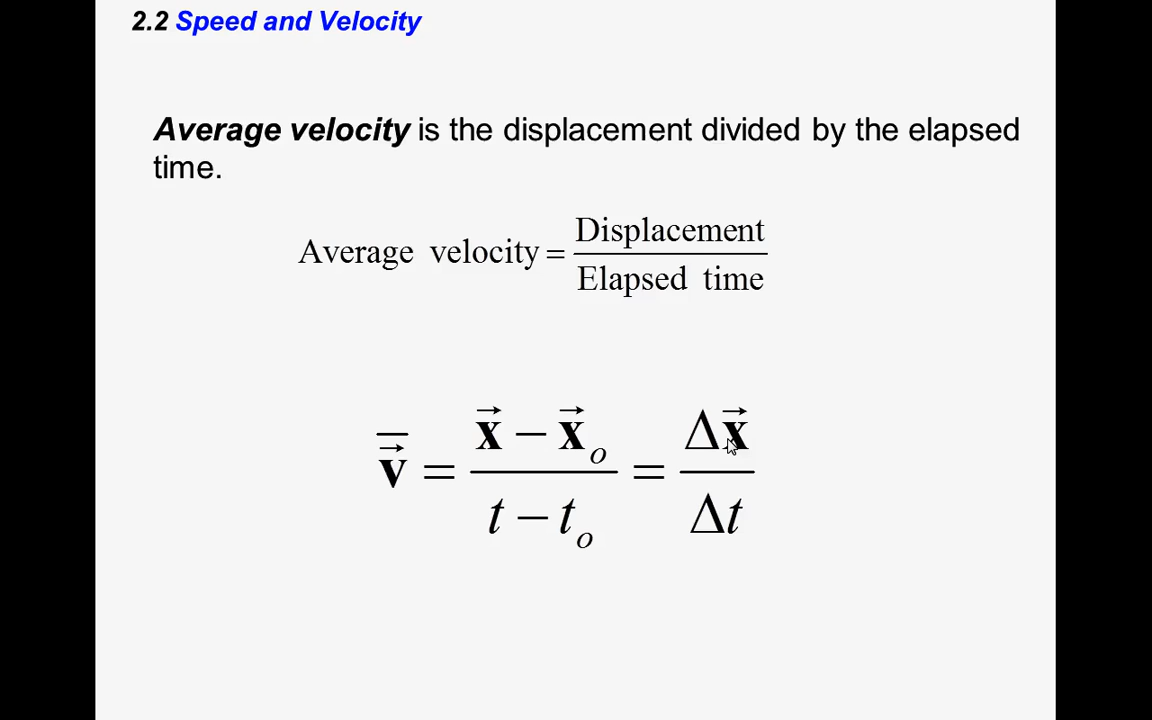 2.2 Speed and Velocity
Average velocity is the displacement divided by the elapsed
time.
Average velocity = Displacement / Elapsed time
v̄⃗ = (x⃗ − x⃗ₒ) / (t − tₒ) = Δx⃗ / Δt